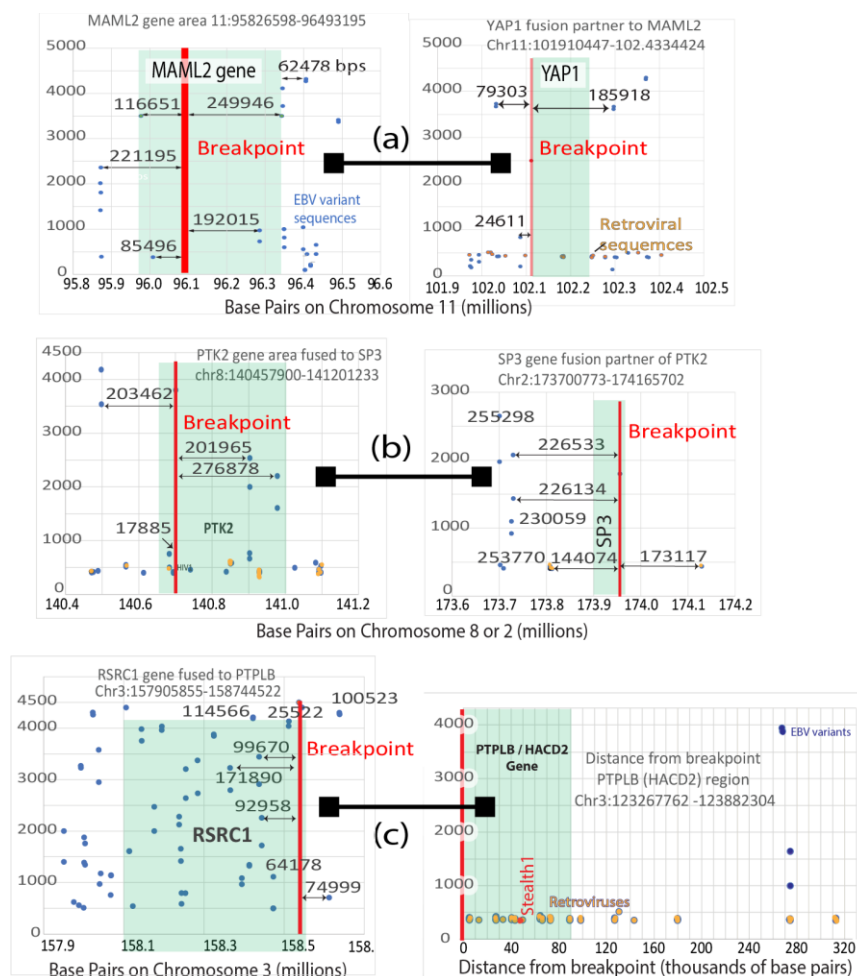 MAML2 gene area 11:95826598-96493195
5000
4000
3500
3000
2000
1000
0
MAML2 gene
62478 bps
116651
249946
Breakpoint
221195
192015
85496
EBV variant
sequences
95.8 95.9 96.0 96.1 96.2 96.3 96.4 96.5 96.6
(a)
YAP1 fusion partner to MAML2
Chr11:101910447-102.4334424
5000
4000
3000
2000
1000
0
YAP1
79303
185918
Breakpoint
24611
Retroviral
sequemces
101.9 102.0 102.1 102.2 102.3 102.4 102.5
Base Pairs on Chromosome 11 (millions)
PTK2 gene area fused to SP3
chr8:140457900-141201233
4500
3500
2500
1500
500
0
203462
Breakpoint
201965
276878
17885
PTK2
HIV1
140.4 140.6 140.8 141.0 141.2
(b)
SP3 gene fusion partner of PTK2
Chr2:173700773-174165702
3000
2000
1000
0
255298
Breakpoint
226533
226134
230059
SP3
253770
144074
173117
173.6 173.7 173.8 173.9 174.0 174.1 174.2
Base Pairs on Chromosome 8 or 2 (millions)
RSRC1 gene fused to PTPLB
Chr3:157905855-158744522
4500
4000
3000
2000
1000
0
114566
25522
100523
99670
Breakpoint
171890
92958
RSRC1
64178
74999
157.9 158.1 158.3 158.5 158.
Base Pairs on Chromosome 3 (millions)
(c)
4000
3000
2000
1000
0
EBV variants
PTPLB / HACD2
Gene
Distance from breakpoint
PTPLB (HACD2) region
Chr3:123267762 -123882304
Stealth1
Retroviruses
0 40 80 120 160 200 240 280 320
Distance from breakpoint (thousands of base pairs)